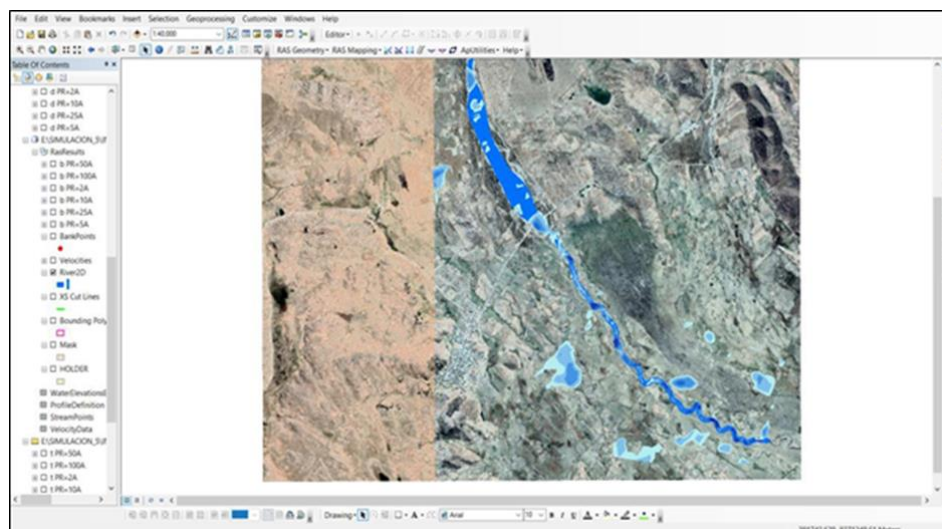 File Edit View Bookmarks Insert Selection Geoprocessing Customize Windows Help
1:40,000 Editor
RAS Geometry RAS Mapping ApUtilities Help
Table Of Contents
d PR=2A
d PR=10A
d PR=25A
d PR=5A
E:\SIMULACION_5\
RasResults
b PR=50A
b PR=100A
b PR=2A
b PR=10A
b PR=25A
b PR=5A
BankPoints
Velocities
River2D
XS Cut Lines
Bounding Poly
Mask
HOLDER
WaterElevations
ProfileDefinition
StreamPoints
VelocityData
E:\SIMULACION_5\
t PR=50A
t PR=100A
t PR=2A
t PR=10A
Drawing A Arial 10 B I U A